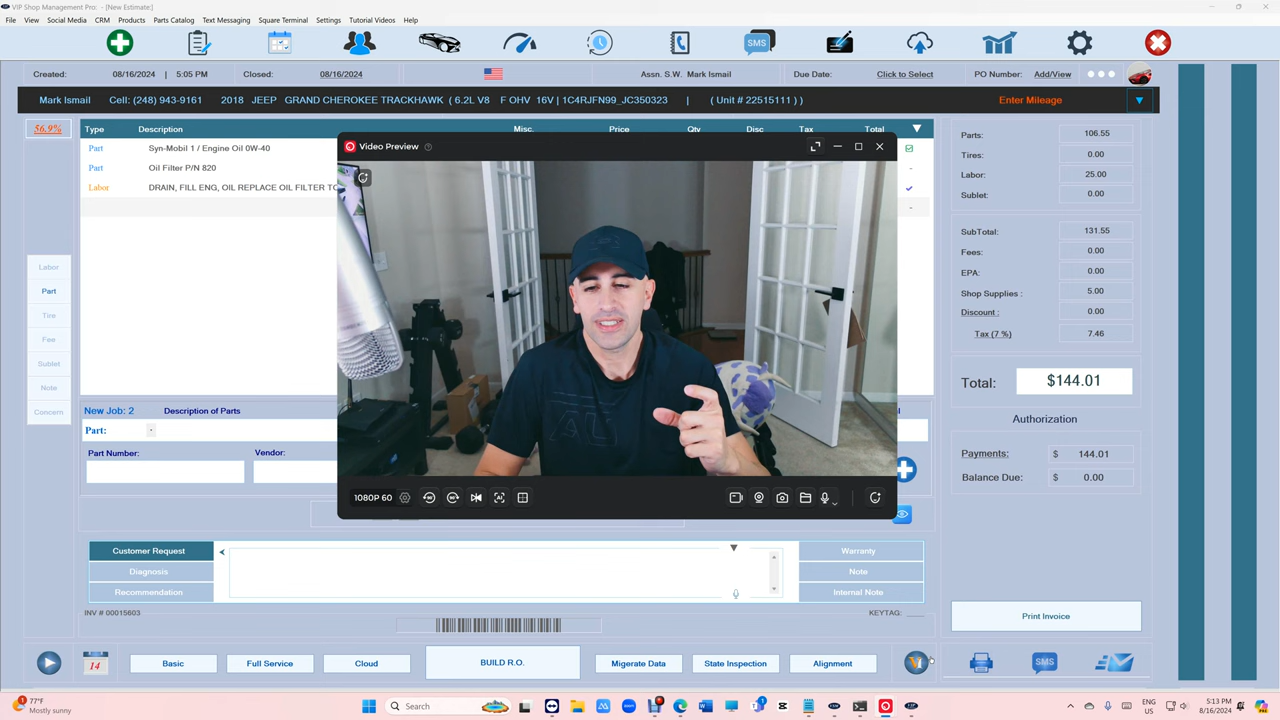 VIP Shop Management Pro: - [New Estimate:]
File View Social Media CRM Products Parts Catalog Text Messaging Square Terminal Settings Tutorial Videos Help
SMS
Created: 08/16/2024 | 5:05 PM Closed: 08/16/2024 Assn. S.W. Mark Ismail Due Date: Click to Select PO Number: Add/View
Mark Ismail Cell: (248) 943-9161 2018 JEEP GRAND CHEROKEE TRACKHAWK ( 6.2L V8 F OHV 16V | 1C4RJFN99_JC350323 | ( Unit # 22515111 ) ) Enter Mileage
56.9%
Type Description Misc. Price Qty Disc Tax Total
Part Syn-Mobil 1 / Engine Oil 0W-40
Part Oil Filter P/N 820
Labor DRAIN, FILL ENG, OIL REPLACE OIL FILTER TO
Video Preview
1080P 60
Labor
Part
Tire
Fee
Sublet
Note
Concern
New Job: 2 Description of Parts
Part: -
Part Number: Vendor:
Customer Request
Diagnosis
Recommendation
Warranty
Note
Internal Note
INV # 00015603 KEYTAG: ____
Parts: 106.55
Tires: 0.00
Labor: 25.00
Sublet: 0.00
SubTotal: 131.55
Fees: 0.00
EPA: 0.00
Shop Supplies : 5.00
Discount : 0.00
Tax (7 %) 7.46
Total: $144.01
Authorization
Payments: $ 144.01
Balance Due: $ 0.00
Print Invoice
14 Basic Full Service Cloud BUILD R.O. Migerate Data State Inspection Alignment V SMS
77°F
Mostly sunny
Search
ENG
US
5:13 PM
8/16/2024